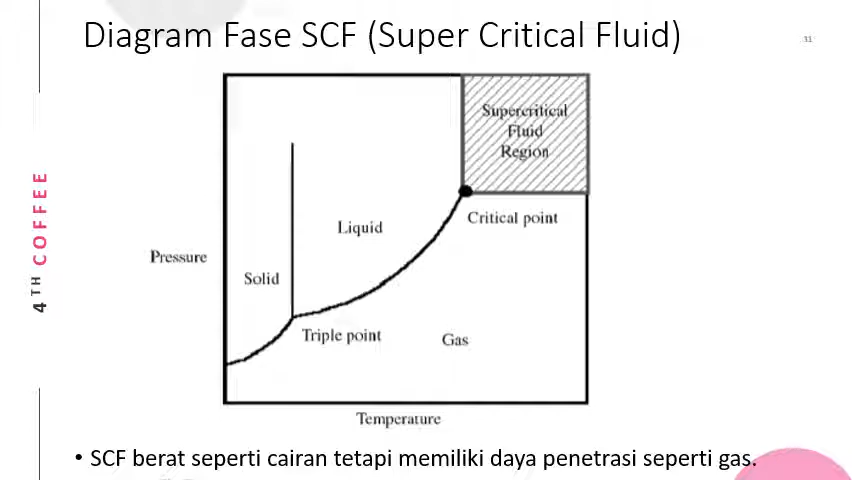 Diagram Fase SCF (Super Critical Fluid)
31
Supercritical
Fluid
Region
Critical point
Liquid
Pressure
Solid
Triple point
Gas
Temperature
4TH COFFEE
• SCF berat seperti cairan tetapi memiliki daya penetrasi seperti gas.